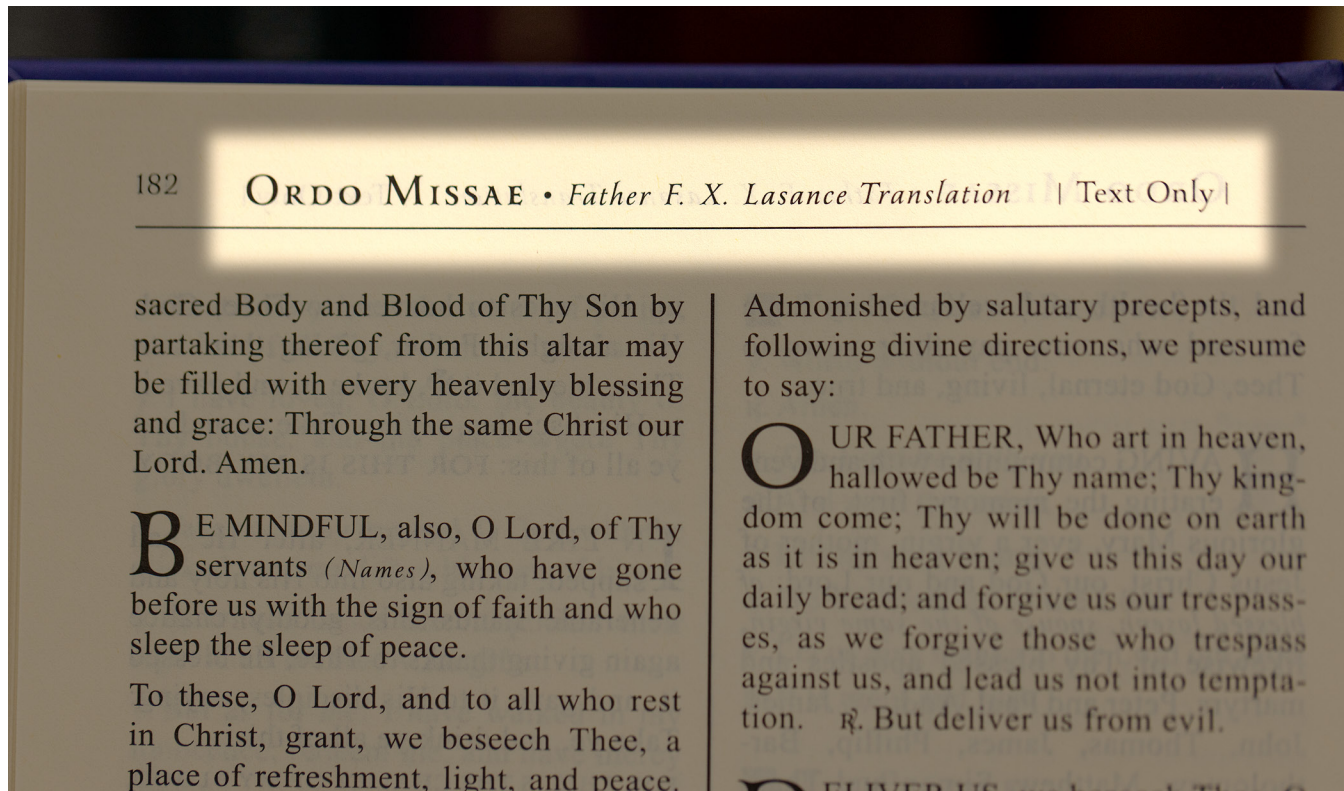 182 ORDO MISSAE • Father F. X. Lasance Translation | Text Only |
sacred Body and Blood of Thy Son by
partaking thereof from this altar may
be filled with every heavenly blessing
and grace: Through the same Christ our
Lord. Amen.
BE MINDFUL, also, O Lord, of Thy
servants (Names), who have gone
before us with the sign of faith and who
sleep the sleep of peace.
To these, O Lord, and to all who rest
in Christ, grant, we beseech Thee, a
place of refreshment, light, and peace.
Admonished by salutary precepts, and
following divine directions, we presume
to say:
OUR FATHER, Who art in heaven,
hallowed be Thy name; Thy king-
dom come; Thy will be done on earth
as it is in heaven; give us this day our
daily bread; and forgive us our trespass-
es, as we forgive those who trespass
against us, and lead us not into tempta-
tion. ℟. But deliver us from evil.